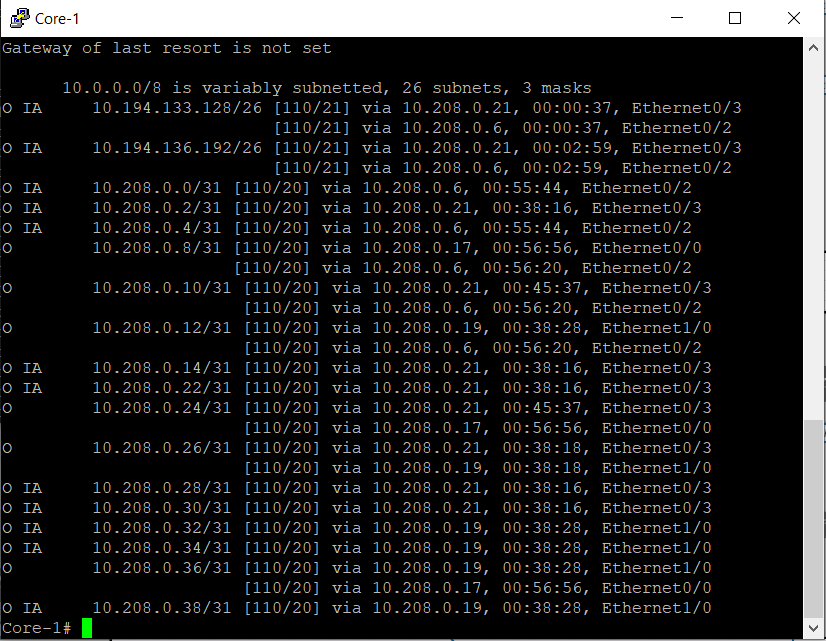 Core-1
Gateway of last resort is not set
10.0.0.0/8 is variably subnetted, 26 subnets, 3 masks
O IA     10.194.133.128/26 [110/21] via 10.208.0.21, 00:00:37, Ethernet0/3
[110/21] via 10.208.0.6, 00:00:37, Ethernet0/2
O IA     10.194.136.192/26 [110/21] via 10.208.0.21, 00:02:59, Ethernet0/3
[110/21] via 10.208.0.6, 00:02:59, Ethernet0/2
O IA     10.208.0.0/31 [110/20] via 10.208.0.6, 00:55:44, Ethernet0/2
O IA     10.208.0.2/31 [110/20] via 10.208.0.21, 00:38:16, Ethernet0/3
O IA     10.208.0.4/31 [110/20] via 10.208.0.6, 00:55:44, Ethernet0/2
O        10.208.0.8/31 [110/20] via 10.208.0.17, 00:56:56, Ethernet0/0
[110/20] via 10.208.0.6, 00:56:20, Ethernet0/2
O        10.208.0.10/31 [110/20] via 10.208.0.21, 00:45:37, Ethernet0/3
[110/20] via 10.208.0.6, 00:56:20, Ethernet0/2
O        10.208.0.12/31 [110/20] via 10.208.0.19, 00:38:28, Ethernet1/0
[110/20] via 10.208.0.6, 00:56:20, Ethernet0/2
O IA     10.208.0.14/31 [110/20] via 10.208.0.21, 00:38:16, Ethernet0/3
O IA     10.208.0.22/31 [110/20] via 10.208.0.21, 00:38:16, Ethernet0/3
O        10.208.0.24/31 [110/20] via 10.208.0.21, 00:45:37, Ethernet0/3
[110/20] via 10.208.0.17, 00:56:56, Ethernet0/0
O        10.208.0.26/31 [110/20] via 10.208.0.21, 00:38:18, Ethernet0/3
[110/20] via 10.208.0.19, 00:38:18, Ethernet1/0
O IA     10.208.0.28/31 [110/20] via 10.208.0.21, 00:38:16, Ethernet0/3
O IA     10.208.0.30/31 [110/20] via 10.208.0.21, 00:38:16, Ethernet0/3
O IA     10.208.0.32/31 [110/20] via 10.208.0.19, 00:38:28, Ethernet1/0
O IA     10.208.0.34/31 [110/20] via 10.208.0.19, 00:38:28, Ethernet1/0
O        10.208.0.36/31 [110/20] via 10.208.0.19, 00:38:28, Ethernet1/0
[110/20] via 10.208.0.17, 00:56:56, Ethernet0/0
O IA     10.208.0.38/31 [110/20] via 10.208.0.19, 00:38:28, Ethernet1/0
Core-1#